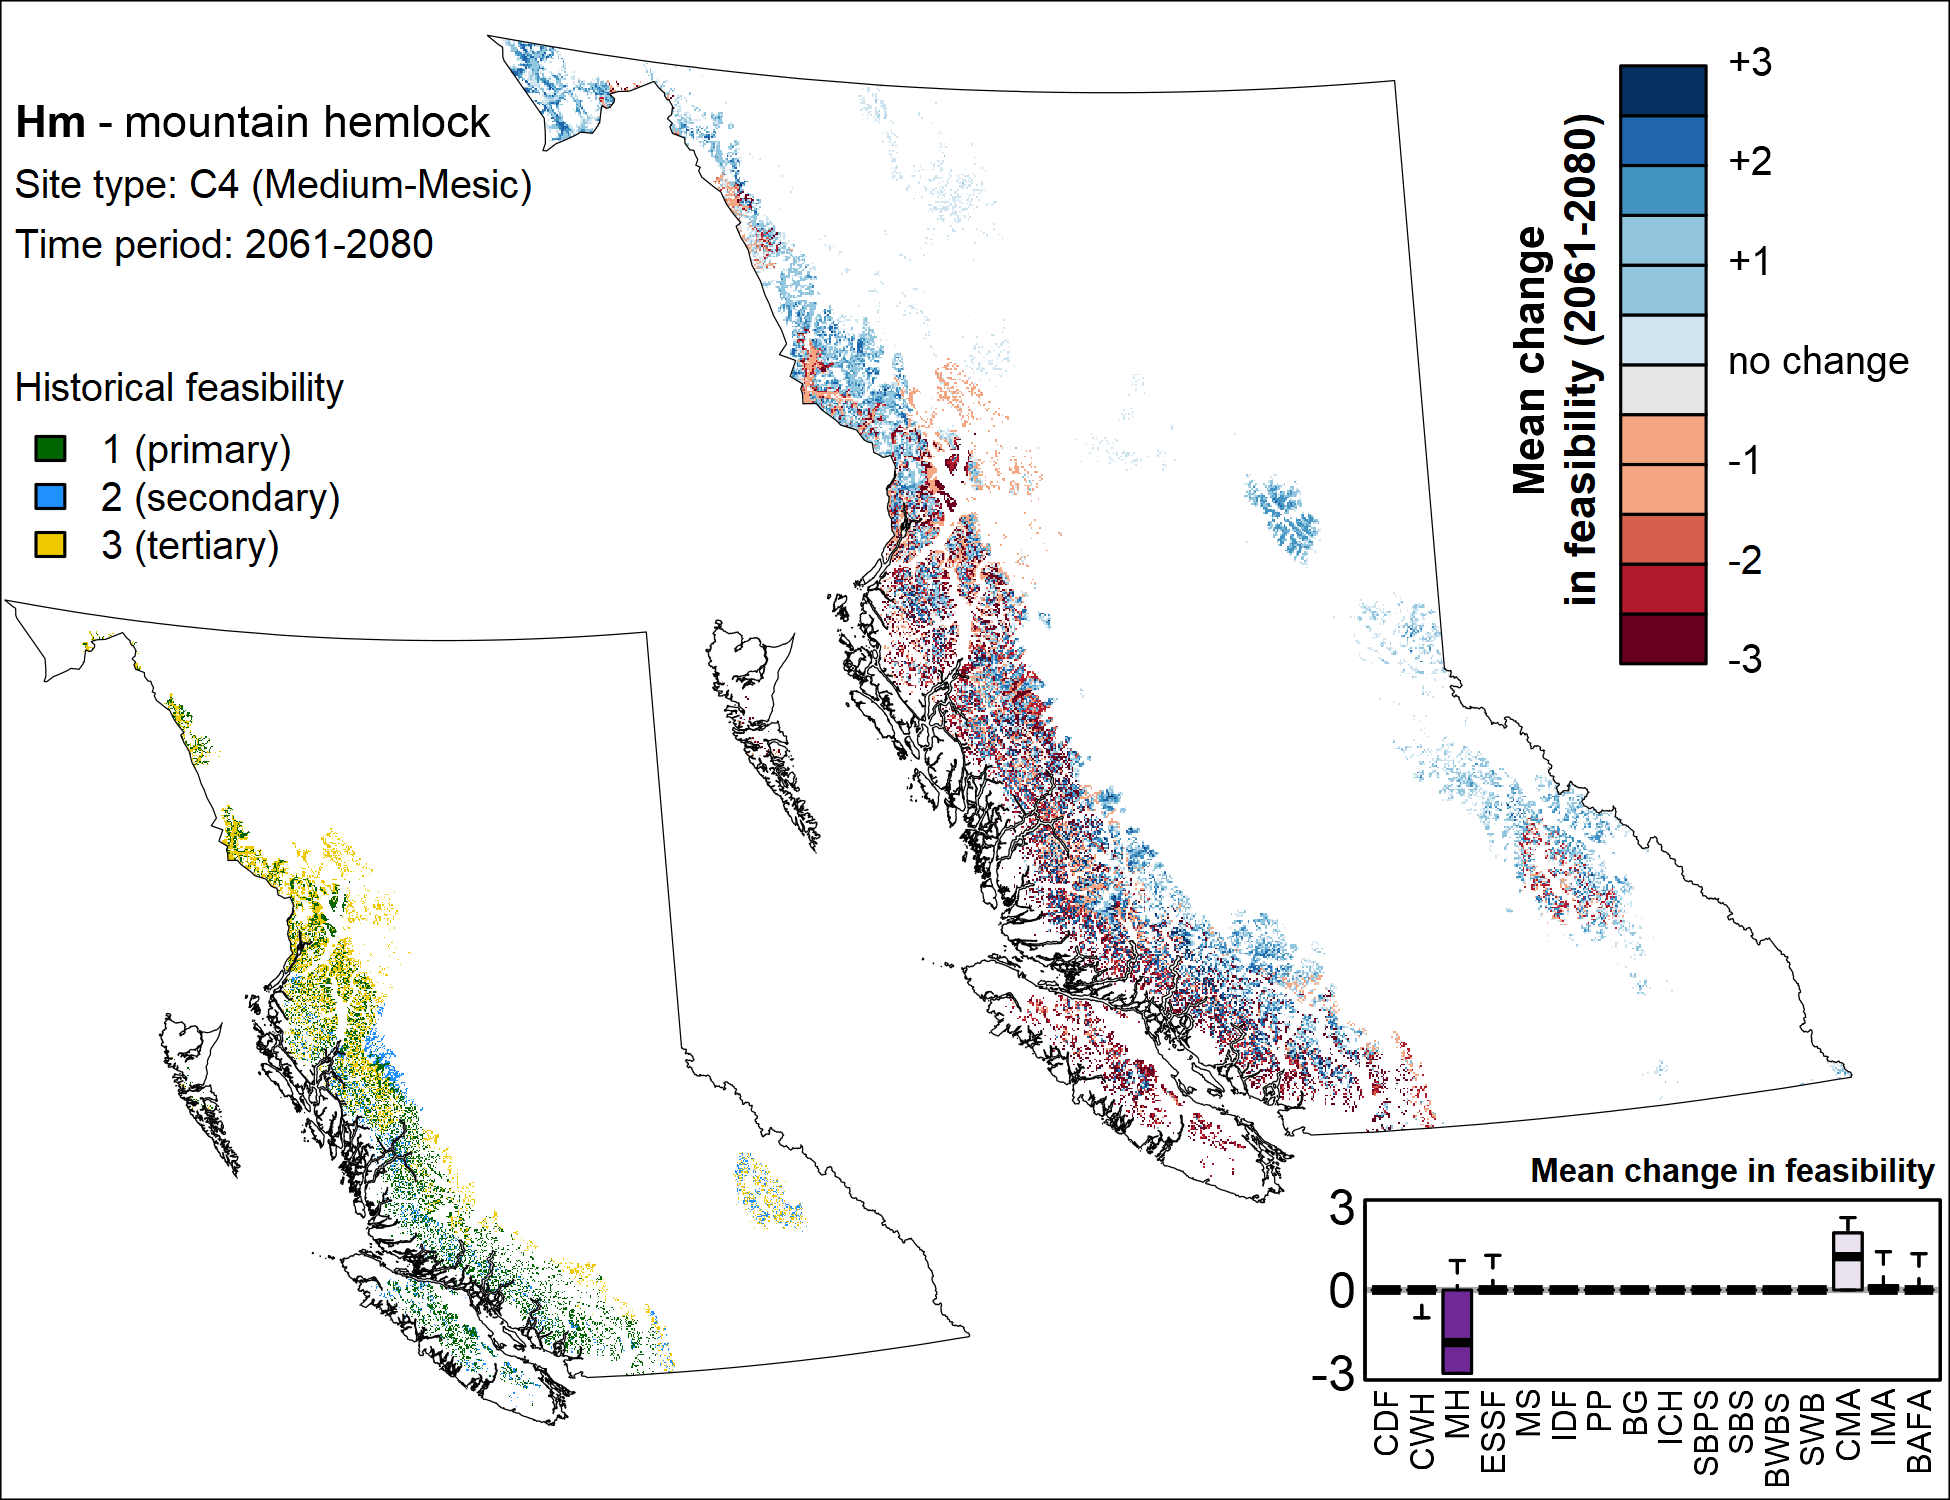 Hm - mountain hemlock
Site type: C4 (Medium-Mesic)
Time period: 2061-2080
Historical feasibility
1 (primary)
2 (secondary)
3 (tertiary)
Mean change
in feasibility (2061-2080)
+3
+2
+1
no change
-1
-2
-3
Mean change in feasibility
3
0
-3
CDF
CWH
MH
ESSF
MS
IDF
PP
BG
ICH
SBPS
SBS
BWBS
SWB
CMA
IMA
BAFA